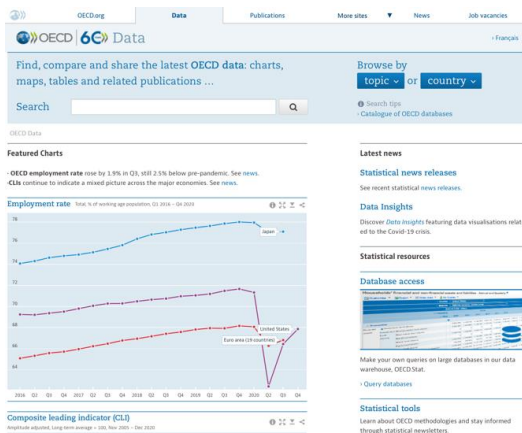 OECD.org
Data
Publications
More sites ▼
News
Job vacancies
OECD 60 Data
› Français
Find, compare and share the latest OECD data: charts,
maps, tables and related publications …
Search
Browse by
topic or country
Search tips
› Catalogue of OECD databases
OECD Data
Featured Charts
- OECD employment rate rose by 1.9% in Q3, still 2.5% below pre-pandemic. See news.
-CLIs continue to indicate a mixed picture across the major economies. See news.
Employment rate Total, % of working age population, Q1 2016 – Q4 2020
78
76
74
72
70
68
66
64
Japan
United States
Euro area (19 countries)
2016 Q2 Q3 Q4 2017 Q2 Q3 Q4 2018 Q2 Q3 Q4 2019 Q2 Q3 Q4 2020 Q2 Q3 Q4
Composite leading indicator (CLI)
Amplitude adjusted, Long-term average = 100, Nov 2005 – Dec 2020
Latest news
Statistical news releases
See recent statistical news releases.
Data Insights
Discover Data Insights featuring data visualisations relat
ed to the Covid-19 crisis.
Statistical resources
Database access
Make your own queries on large databases in our data
warehouse, OECD.Stat.
› Query databases
Statistical tools
Learn about OECD methodologies and stay informed
through statistical newsletters.